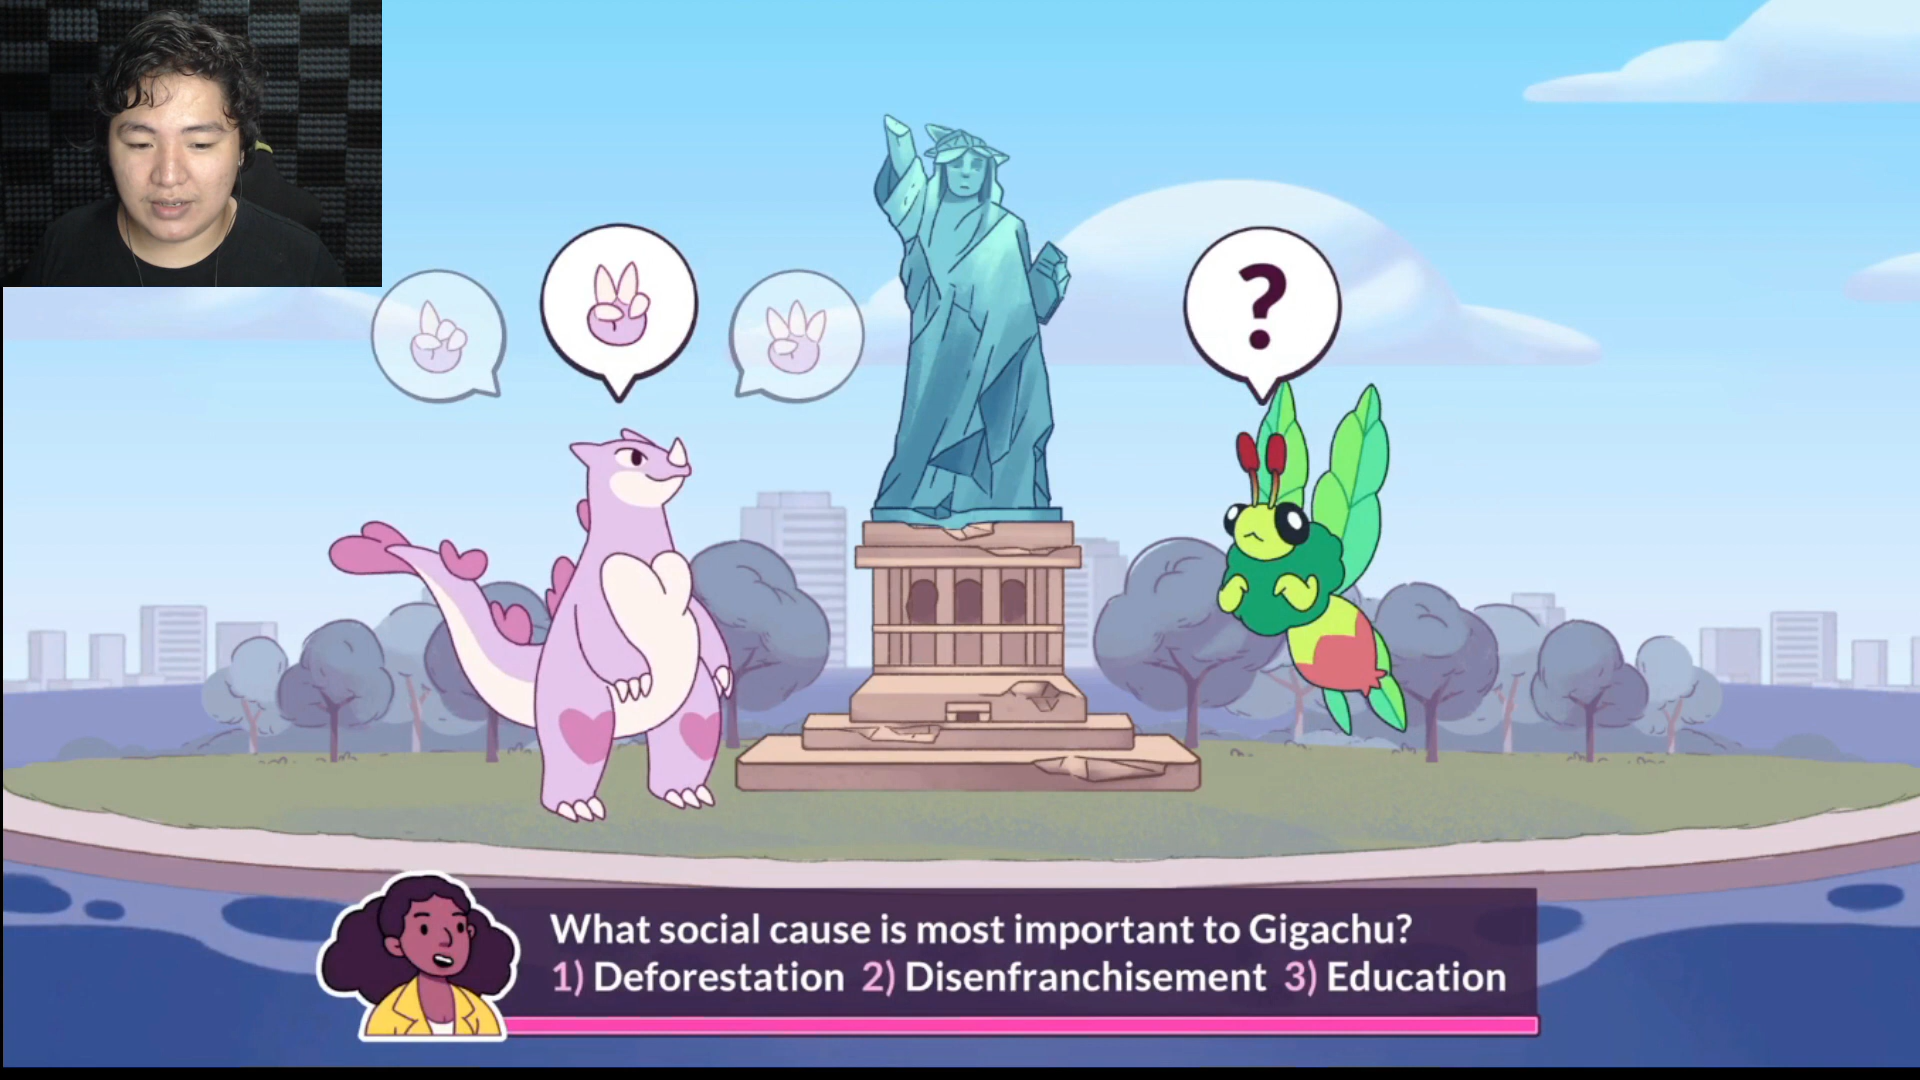 ?
What social cause is most important to Gigachu?
1) Deforestation 2) Disenfranchisement 3) Education